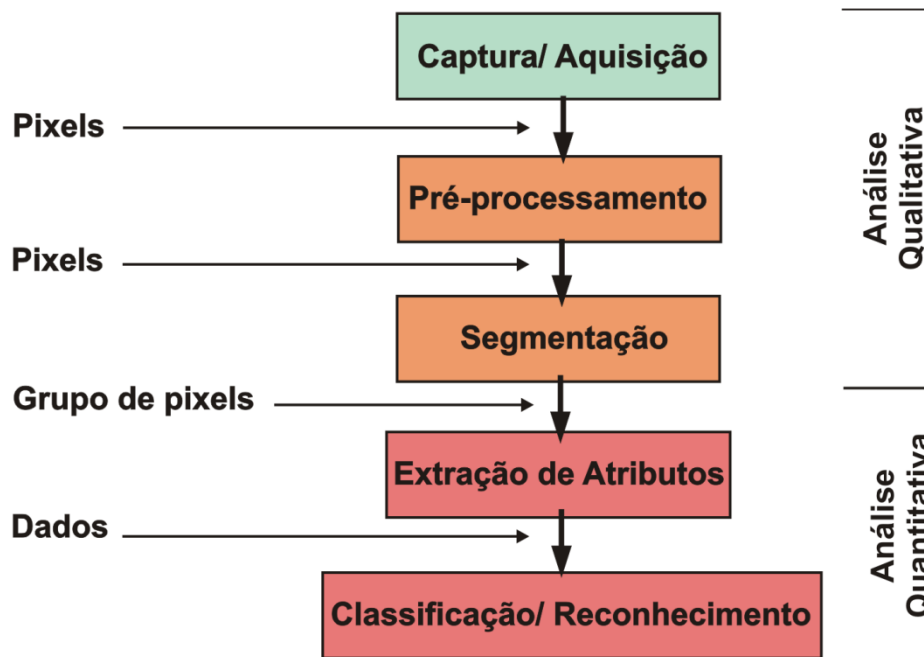 Captura/ Aquisição
Pixels
Pré-processamento
Pixels
Segmentação
Grupo de pixels
Extração de Atributos
Dados
Classificação/ Reconhecimento
Análise
Qualitativa
Análise
Quantitativa